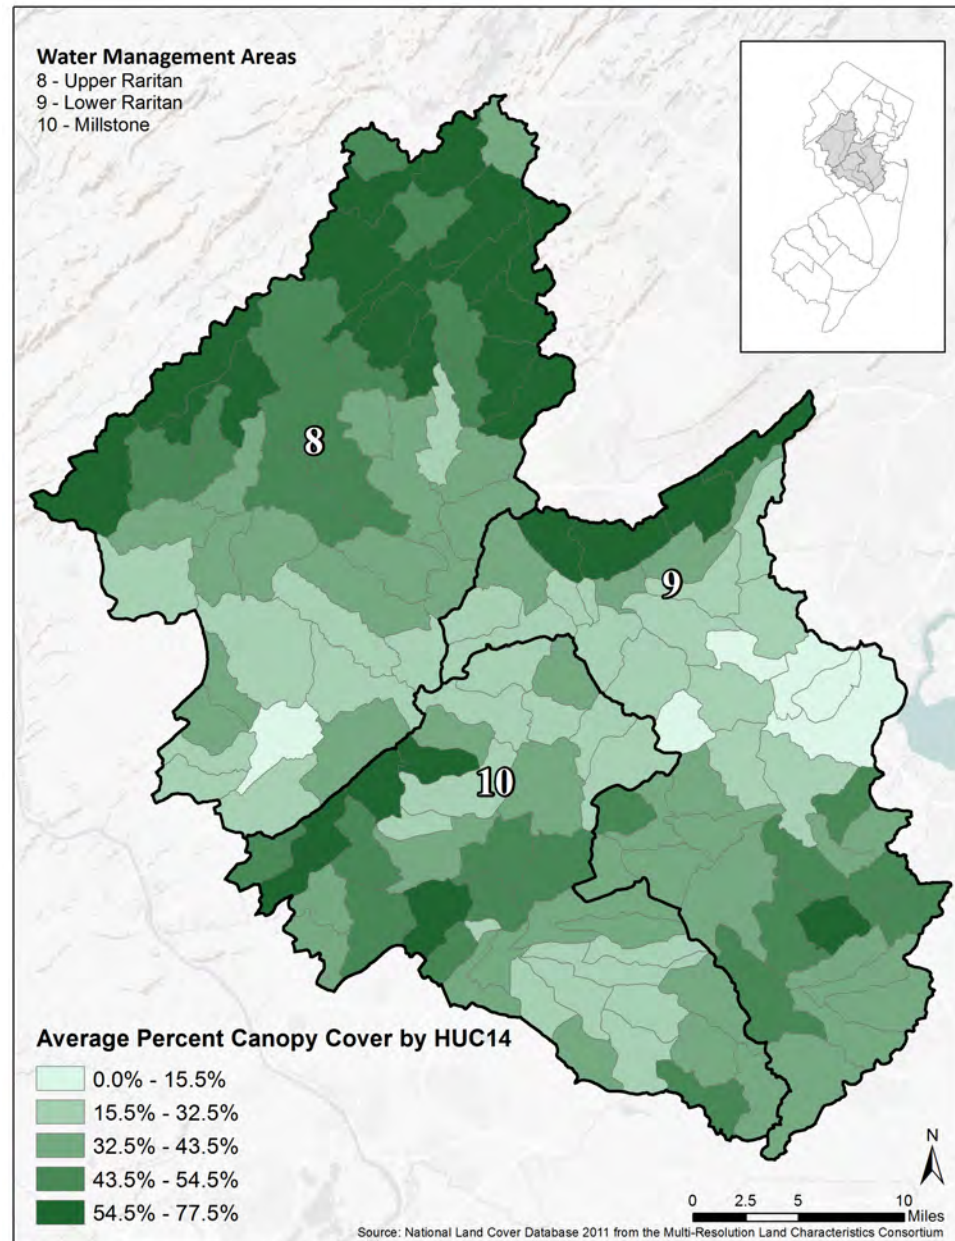 Water Management Areas
8 - Upper Raritan
9 - Lower Raritan
10 - Millstone
8
9
10
Average Percent Canopy Cover by HUC14
0.0% - 15.5%
15.5% - 32.5%
32.5% - 43.5%
43.5% - 54.5%
54.5% - 77.5%
N
0 2.5 5 10
Miles
Source: National Land Cover Database 2011 from the Multi-Resolution Land Characteristics Consortium